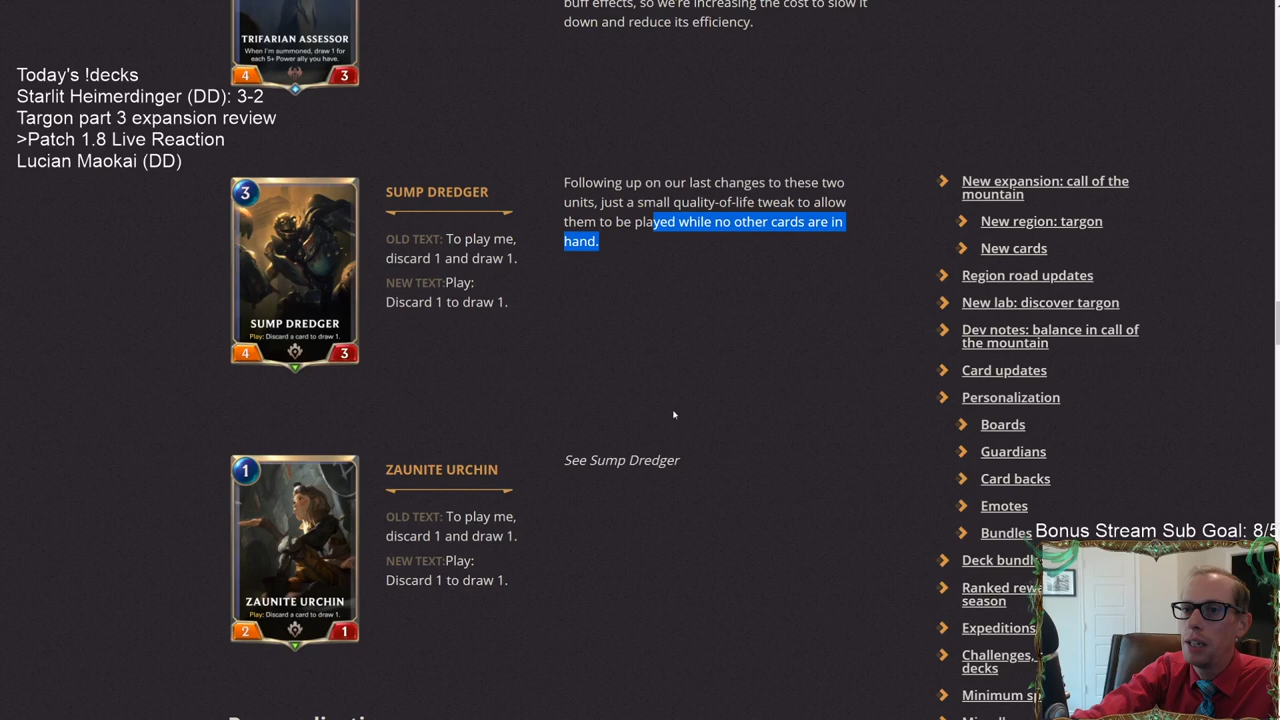 buff effects, so we're increasing the cost to slow it
down and reduce its efficiency.
TRIFARIAN ASSESSOR
When I'm summoned, draw 1 for
each 5+ Power ally you have.
4
3
Today's !decks
Starlit Heimerdinger (DD): 3-2
Targon part 3 expansion review
>Patch 1.8 Live Reaction
Lucian Maokai (DD)
3
SUMP DREDGER
Play: Discard a card to draw 1.
4
3
SUMP DREDGER
OLD TEXT: To play me,
discard 1 and draw 1.
NEW TEXT:Play:
Discard 1 to draw 1.
Following up on our last changes to these two
units, just a small quality-of-life tweak to allow
them to be played while no other cards are in
hand.
1
ZAUNITE URCHIN
Play: Discard a card to draw 1.
2
1
ZAUNITE URCHIN
OLD TEXT: To play me,
discard 1 and draw 1.
NEW TEXT:Play:
Discard 1 to draw 1.
See Sump Dredger
New expansion: call of the
mountain
New region: targon
New cards
Region road updates
New lab: discover targon
Dev notes: balance in call of
the mountain
Card updates
Personalization
Boards
Guardians
Card backs
Emotes
Bundles
Deck bundl
Ranked rew
season
Expeditions
Challenges,
decks
Minimum sp
Bonus Stream Sub Goal: 8/5